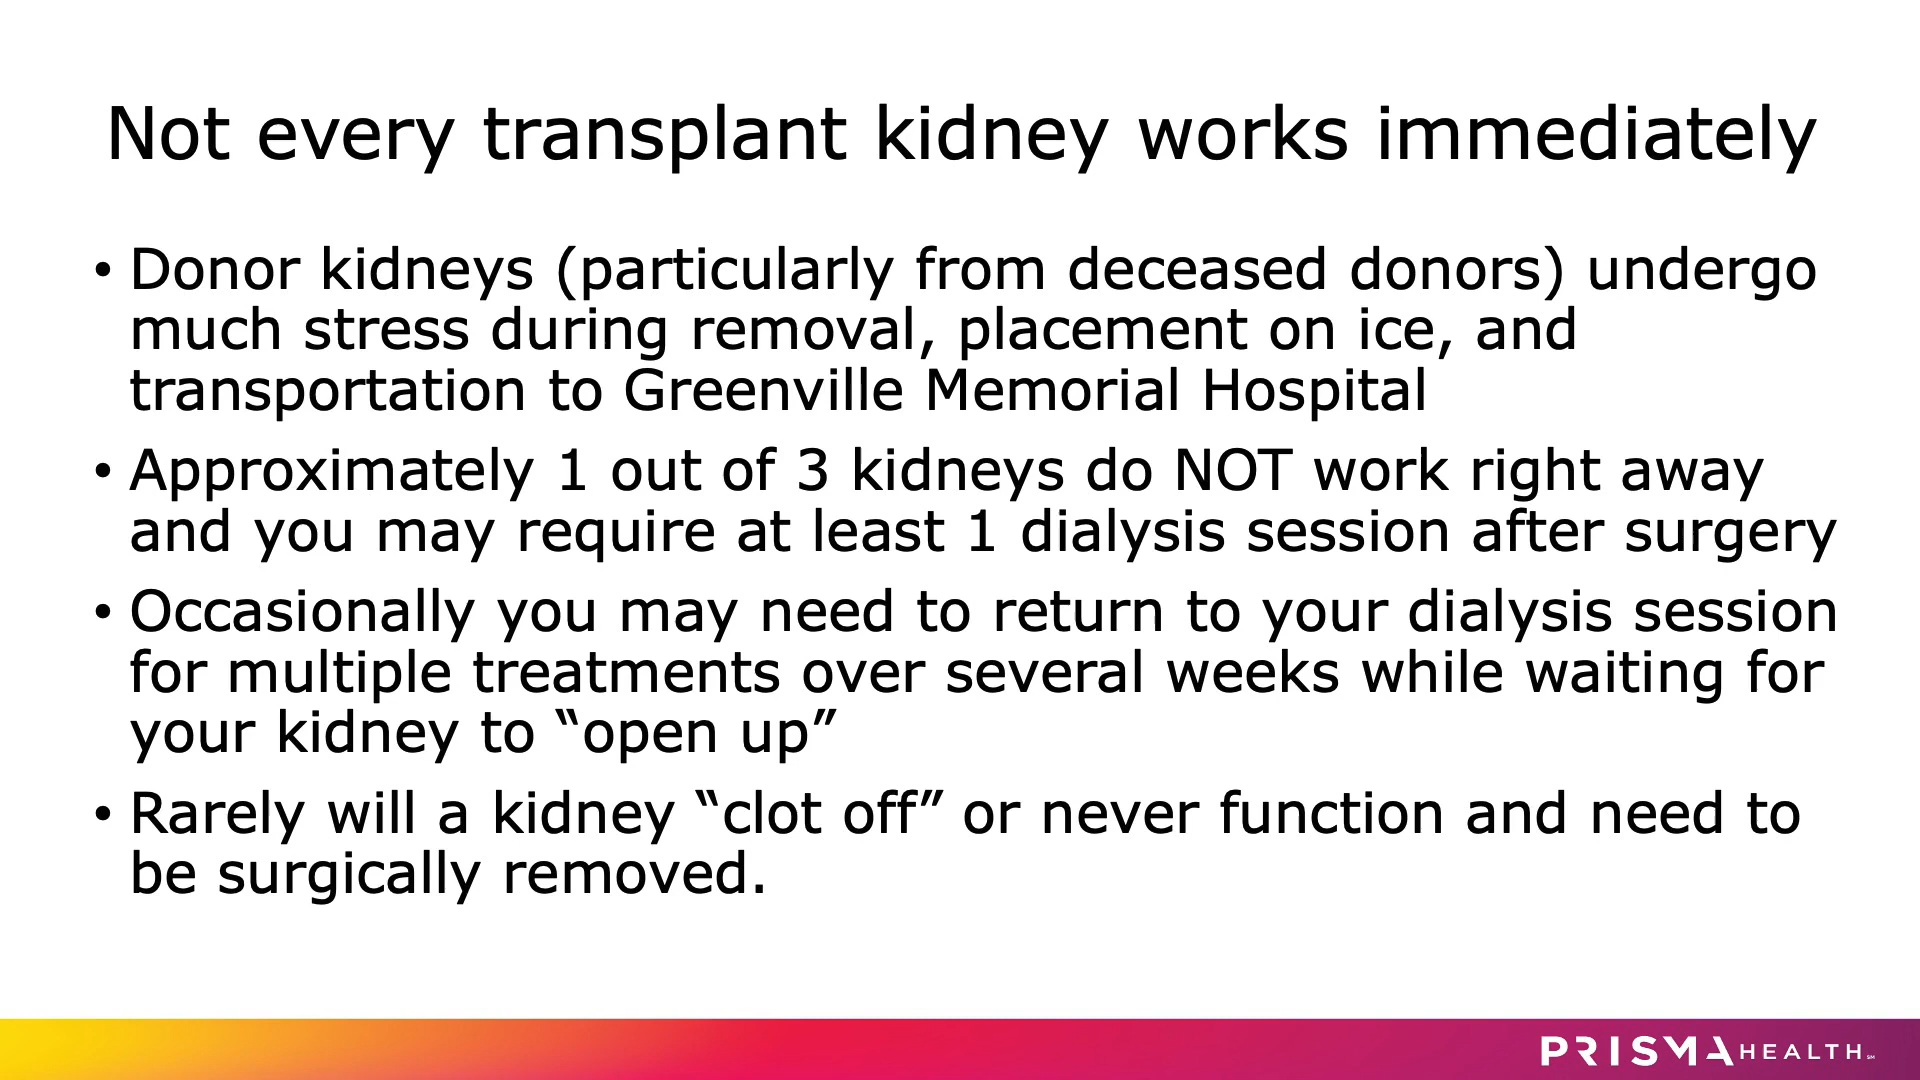 Not every transplant kidney works immediately
• Donor kidneys (particularly from deceased donors) undergo
much stress during removal, placement on ice, and
transportation to Greenville Memorial Hospital
• Approximately 1 out of 3 kidneys do NOT work right away
and you may require at least 1 dialysis session after surgery
• Occasionally you may need to return to your dialysis session
for multiple treatments over several weeks while waiting for
your kidney to “open up”
• Rarely will a kidney “clot off” or never function and need to
be surgically removed.
PRISMA HEALTH℠